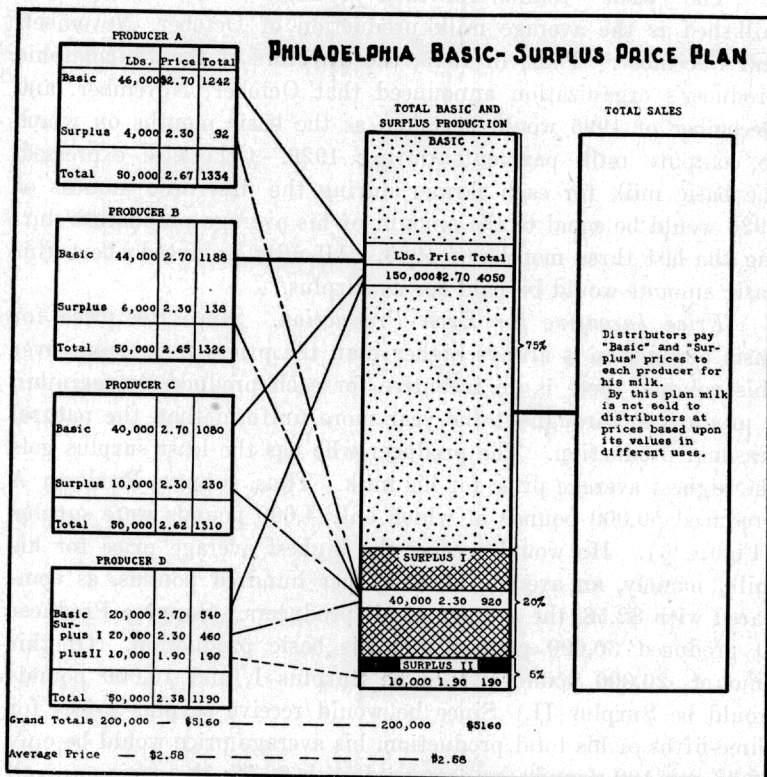 PHILADELPHIA BASIC-SURPLUS PRICE PLAN
PRODUCER A
Lbs. Price Total
Basic 46,000 $2.70 1242
Surplus 4,000 2.30 92
Total 50,000 2.67 1334
PRODUCER B
Basic 44,000 2.70 1188
Surplus 6,000 2.30 138
Total 50,000 2.65 1326
PRODUCER C
Basic 40,000 2.70 1080
Surplus 10,000 2.30 230
Total 50,000 2.62 1310
PRODUCER D
Basic 20,000 2.70 540
Sur-
plus I 20,000 2.30 460
plus II 10,000 1.90 190
Total 50,000 2.38 1190
Grand Totals 200,000 $5160
Average Price $2.58
TOTAL BASIC AND
SURPLUS PRODUCTION
BASIC
Lbs. Price Total
150,000 $2.70 4050
75%
SURPLUS I
40,000 2.30 920
20%
SURPLUS II
10,000 1.90 190
5%
$5160
$2.58
TOTAL SALES
Distributors pay
"Basic" and "Sur-
plus" prices to
each producer for
his milk.
By this plan milk
is not sold to
distributors at
prices based upon
its values in
different uses.